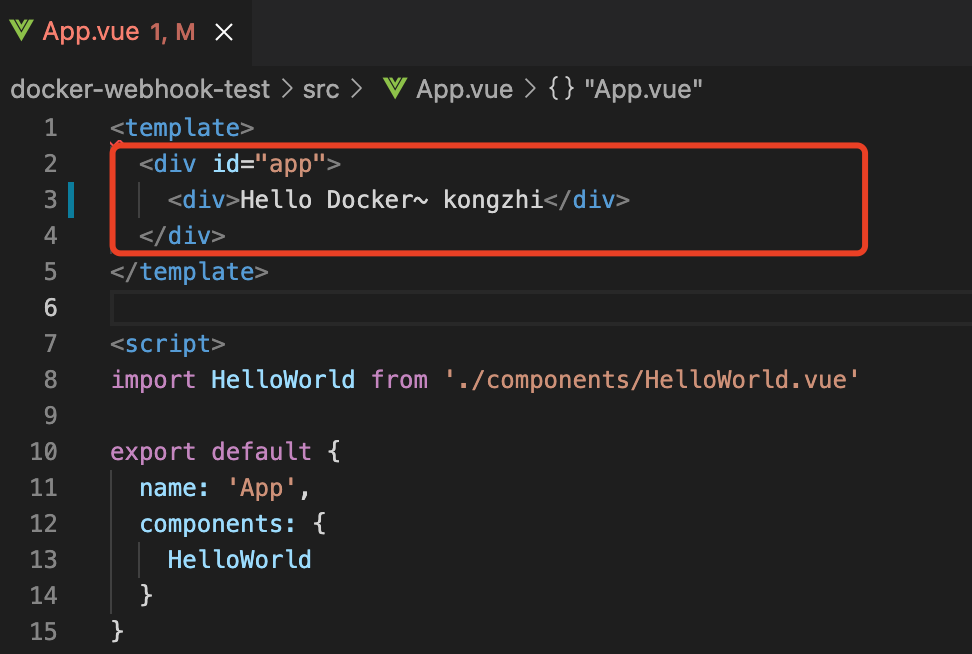 App.vue 1, M
docker-webhook-test > src > App.vue > {} "App.vue"
1 <template>
2 <div id="app">
3 <div>Hello Docker~ kongzhi</div>
4 </div>
5 </template>
6
7 <script>
8 import HelloWorld from './components/HelloWorld.vue'
9
10 export default {
11 name: 'App',
12 components: {
13 HelloWorld
14 }
15 }